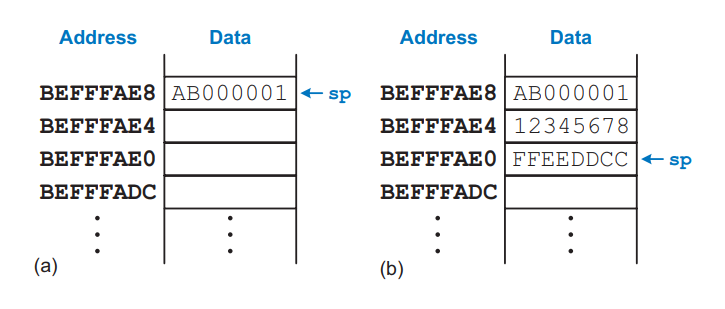 Address Data Address Data
BEFFFAE8 AB000001 ← sp BEFFFAE8 AB000001
BEFFFAE4 BEFFFAE4 12345678
BEFFFAE0 BEFFFAE0 FFEEDDCC ← sp
BEFFFADC BEFFFADC
(a) (b)